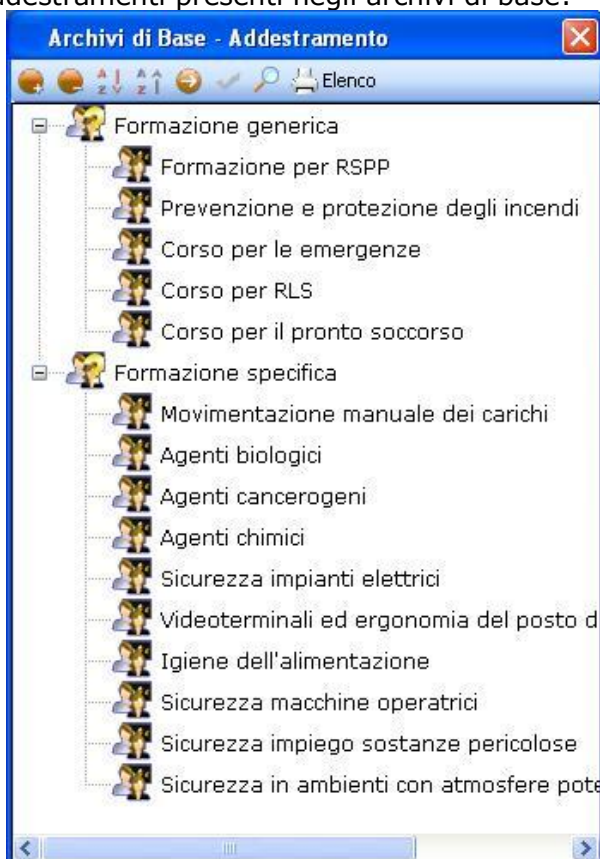 addestramenti presenti negli archivi di base.
Archivi di Base - Addestramento
Elenco
Formazione generica
Formazione per RSPP
Prevenzione e protezione degli incendi
Corso per le emergenze
Corso per RLS
Corso per il pronto soccorso
Formazione specifica
Movimentazione manuale dei carichi
Agenti biologici
Agenti cancerogeni
Agenti chimici
Sicurezza impianti elettrici
Videoterminali ed ergonomia del posto d
Igiene dell'alimentazione
Sicurezza macchine operatrici
Sicurezza impiego sostanze pericolose
Sicurezza in ambienti con atmosfere pote